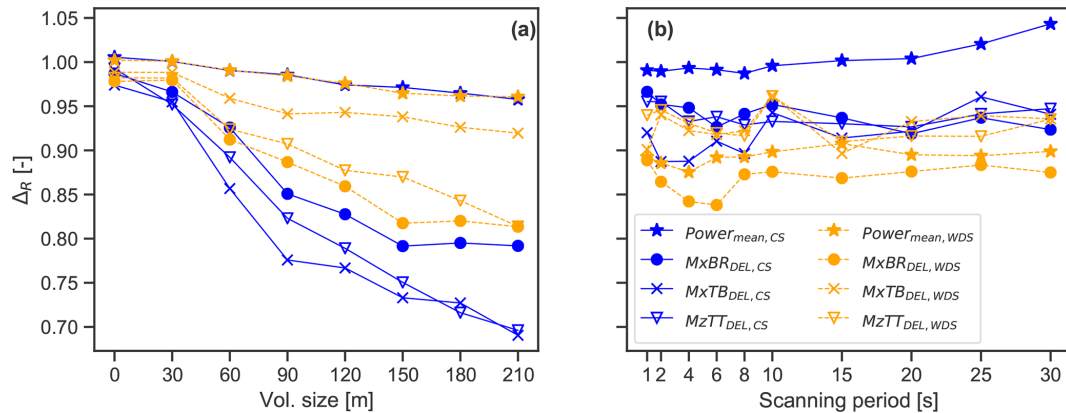 1.05
1.00
0.95
0.90
0.85
0.80
0.75
0.70
Δ_R [-]
(a)
0 30 60 90 120 150 180 210
Vol. size [m]
(b)
Power_mean, CS
MxBR_DEL, CS
MxTB_DEL, CS
MzTT_DEL, CS
Power_mean, WDS
MxBR_DEL, WDS
MxTB_DEL, WDS
MzTT_DEL, WDS
1 2 4 6 8 10 15 20 25 30
Scanning period [s]